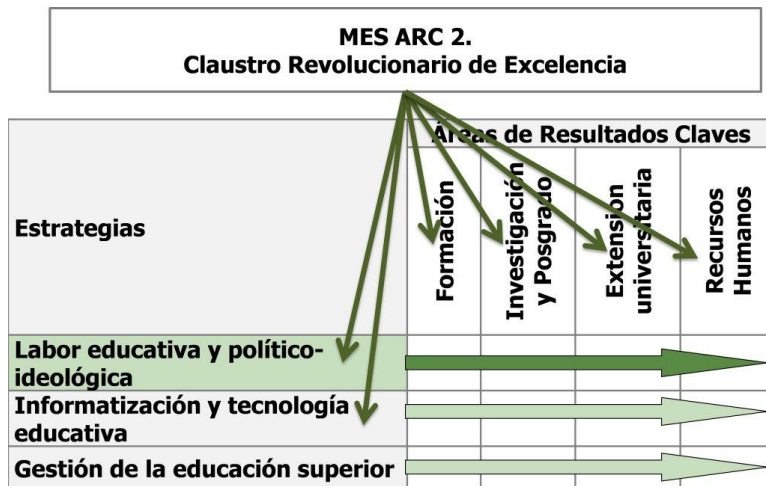 MES ARC 2.
Claustro Revolucionario de Excelencia
Áreas de Resultados Claves
Estrategias
Formación
Investigación
y Posgrado
Extension
universitaria
Recursos
Humanos
Labor educativa y político-
ideológica
Informatización y tecnología
educativa
Gestión de la educación superior